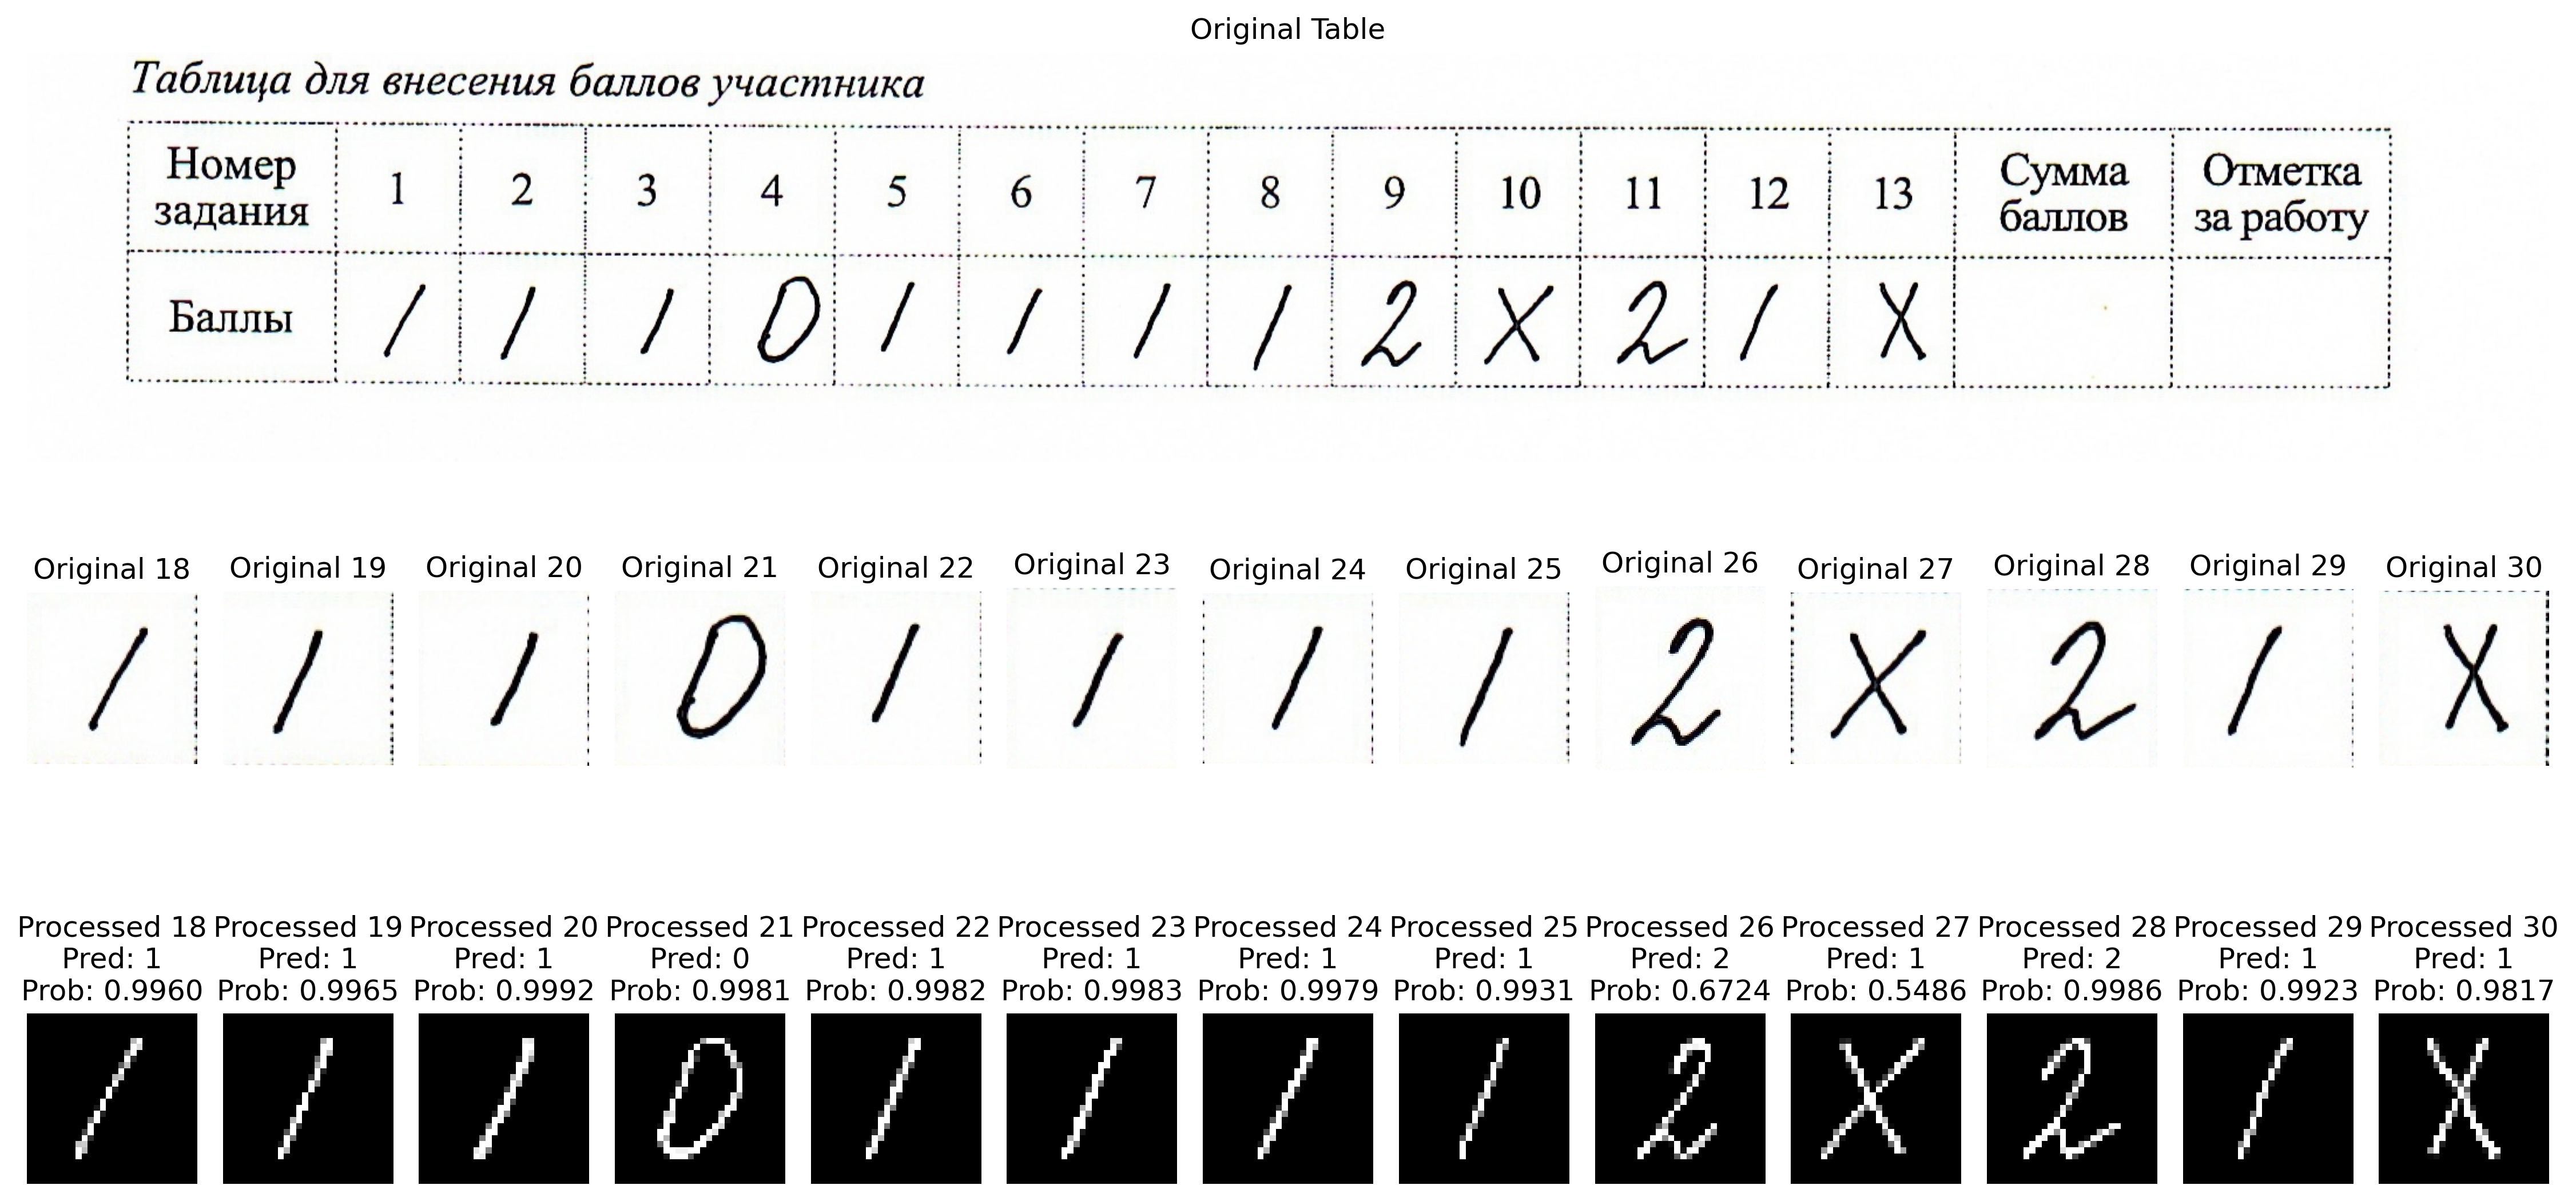 Original Table
Таблица для внесения баллов участника
Номер задания 1 2 3 4 5 6 7 8 9 10 11 12 13 Сумма баллов Отметка за работу
Баллы 1 1 1 0 1 1 1 1 2 X 2 1 X
Original 18 Original 19 Original 20 Original 21 Original 22 Original 23 Original 24 Original 25 Original 26 Original 27 Original 28 Original 29 Original 30
1 1 1 0 1 1 1 1 2 X 2 1 X
Processed 18 Processed 19 Processed 20 Processed 21 Processed 22 Processed 23 Processed 24 Processed 25 Processed 26 Processed 27 Processed 28 Processed 29 Processed 30
Pred: 1 Pred: 1 Pred: 1 Pred: 0 Pred: 1 Pred: 1 Pred: 1 Pred: 1 Pred: 2 Pred: 1 Pred: 2 Pred: 1 Pred: 1
Prob: 0.9960 Prob: 0.9965 Prob: 0.9992 Prob: 0.9981 Prob: 0.9982 Prob: 0.9983 Prob: 0.9979 Prob: 0.9931 Prob: 0.6724 Prob: 0.5486 Prob: 0.9986 Prob: 0.9923 Prob: 0.9817
1 1 1 0 1 1 1 1 2 X 2 1 X